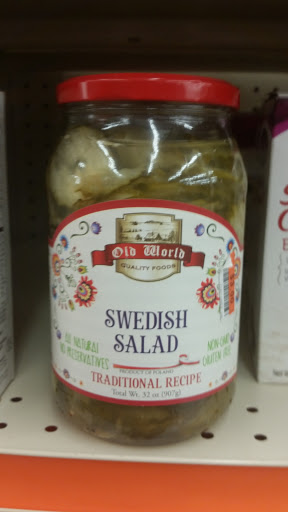 Old World
QUALITY FOODS
SWEDISH
SALAD
ALL NATURAL
NO PRESERVATIVES
NON-GMO
GLUTEN FREE
PRODUCT OF POLAND
TRADITIONAL RECIPE
Total Wt. 32 oz (907g)